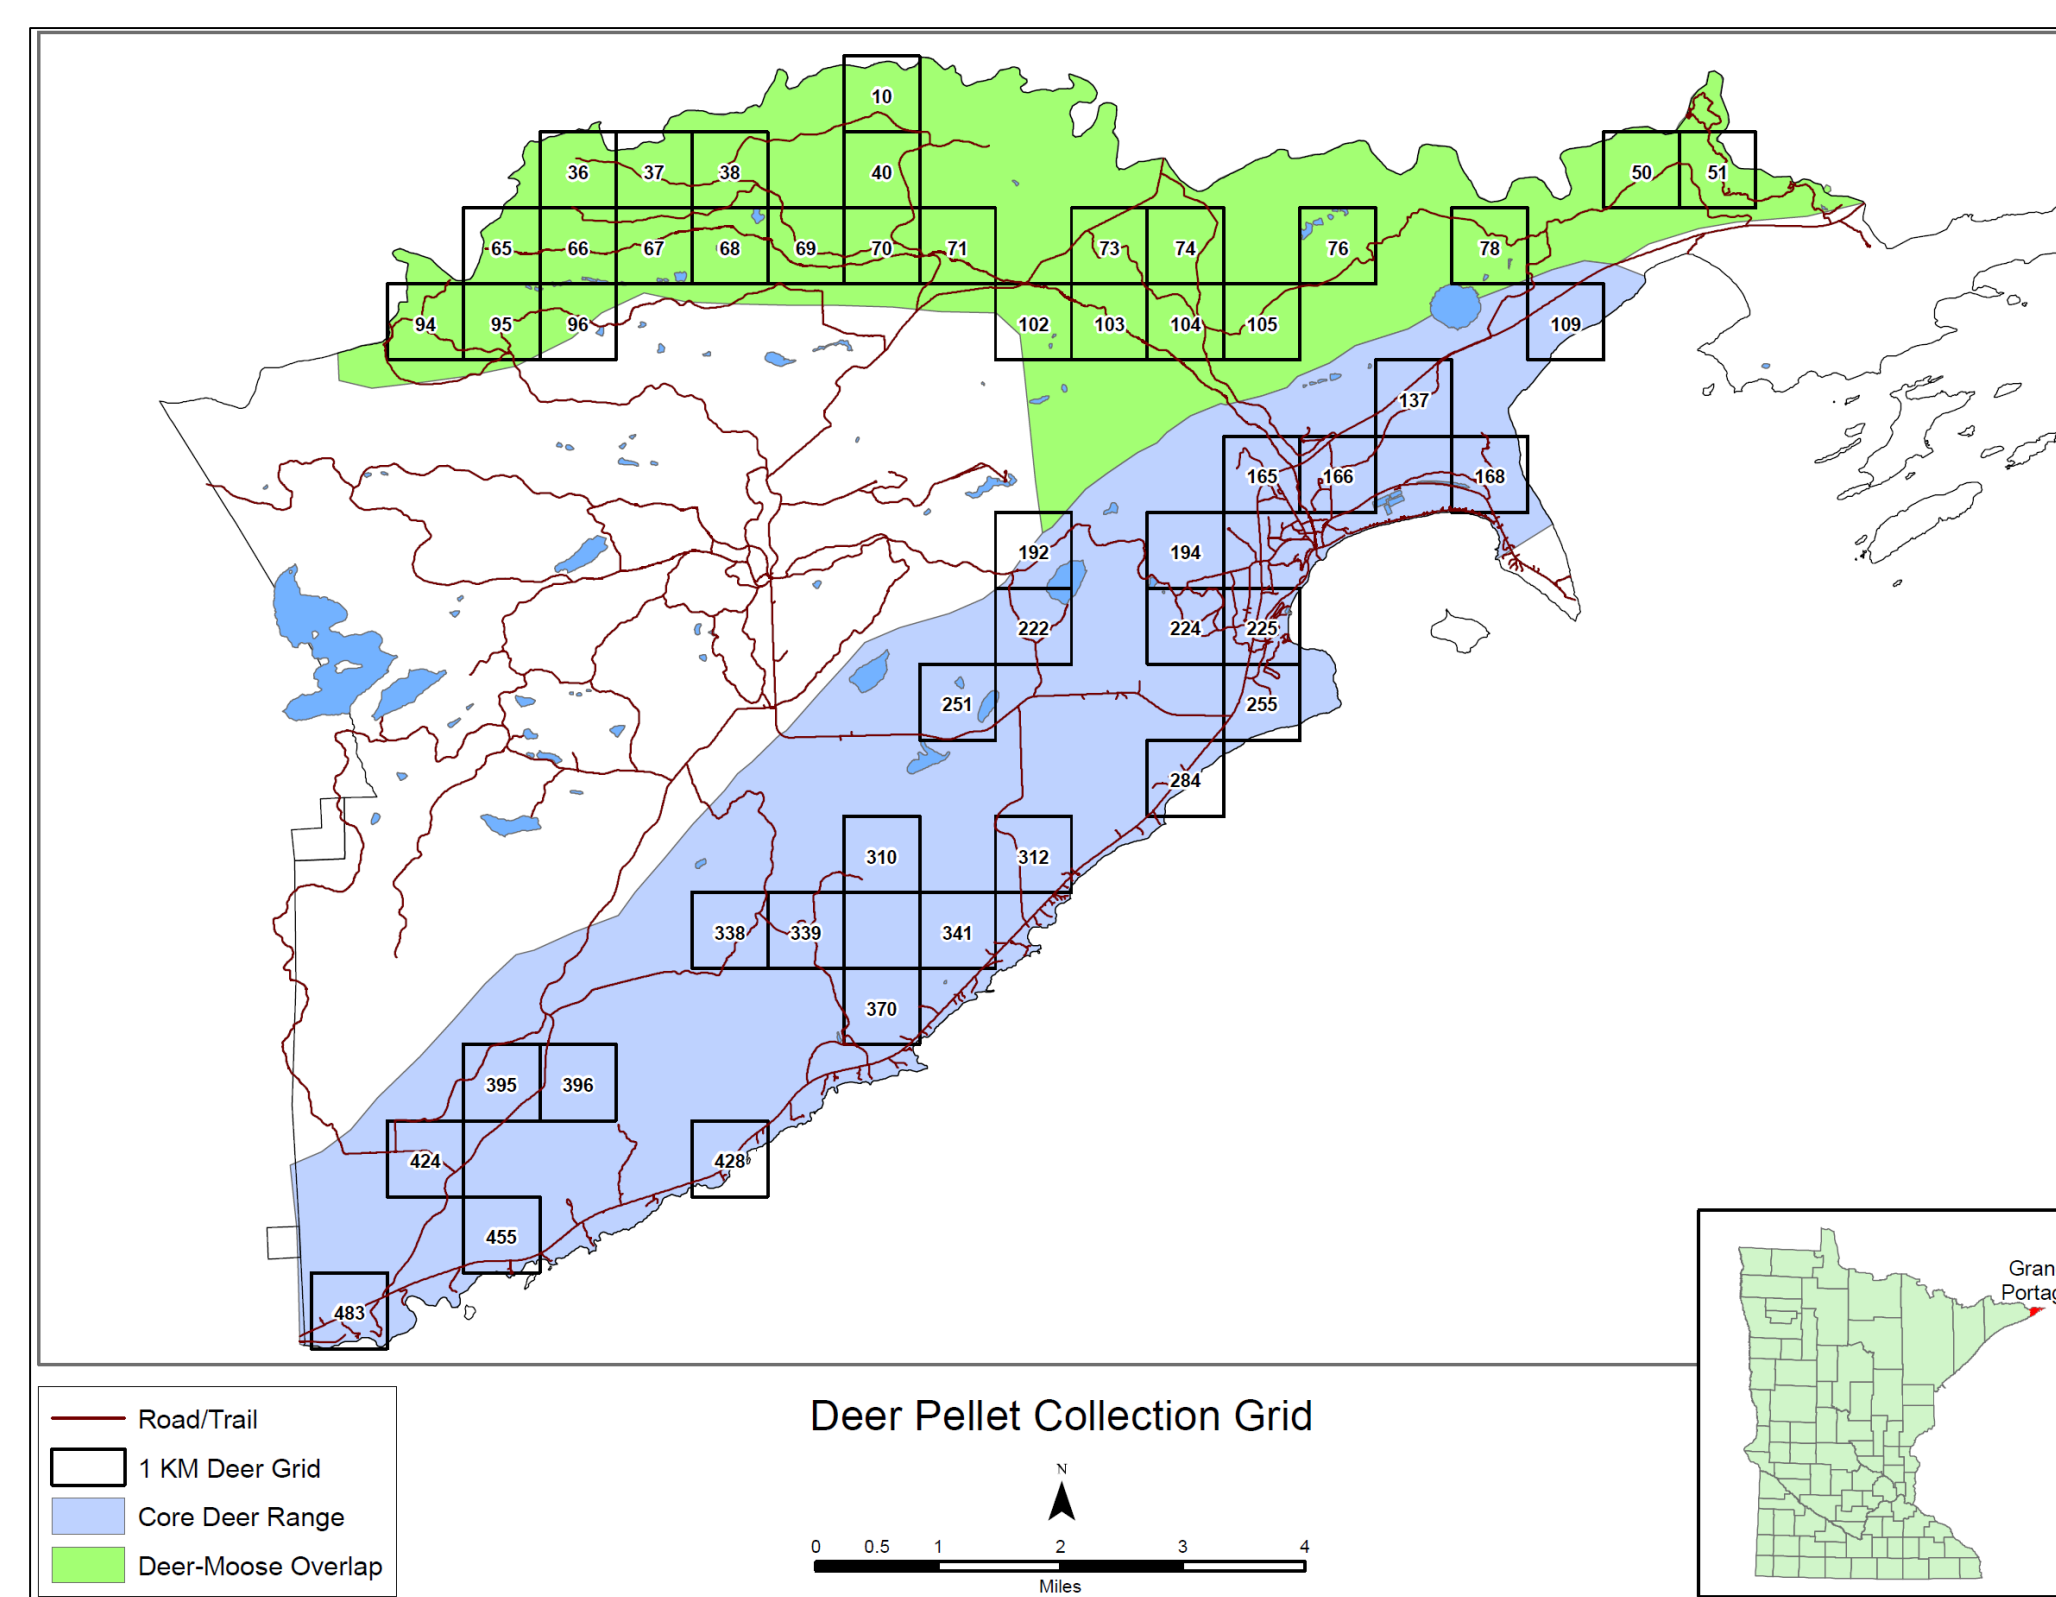 10
36 37 38 40 50 51
65 66 67 68 69 70 71 73 74 76 78
94 95 96 102 103 104 105 109
137
165 166 168
192 194
222 224 225
251 255
284
310 312
338 339 341
370
395 396
424 428
455
483
Road/Trail
1 KM Deer Grid
Core Deer Range
Deer-Moose Overlap
Deer Pellet Collection Grid
N
0 0.5 1 2 3 4
Miles
Gran
Portag